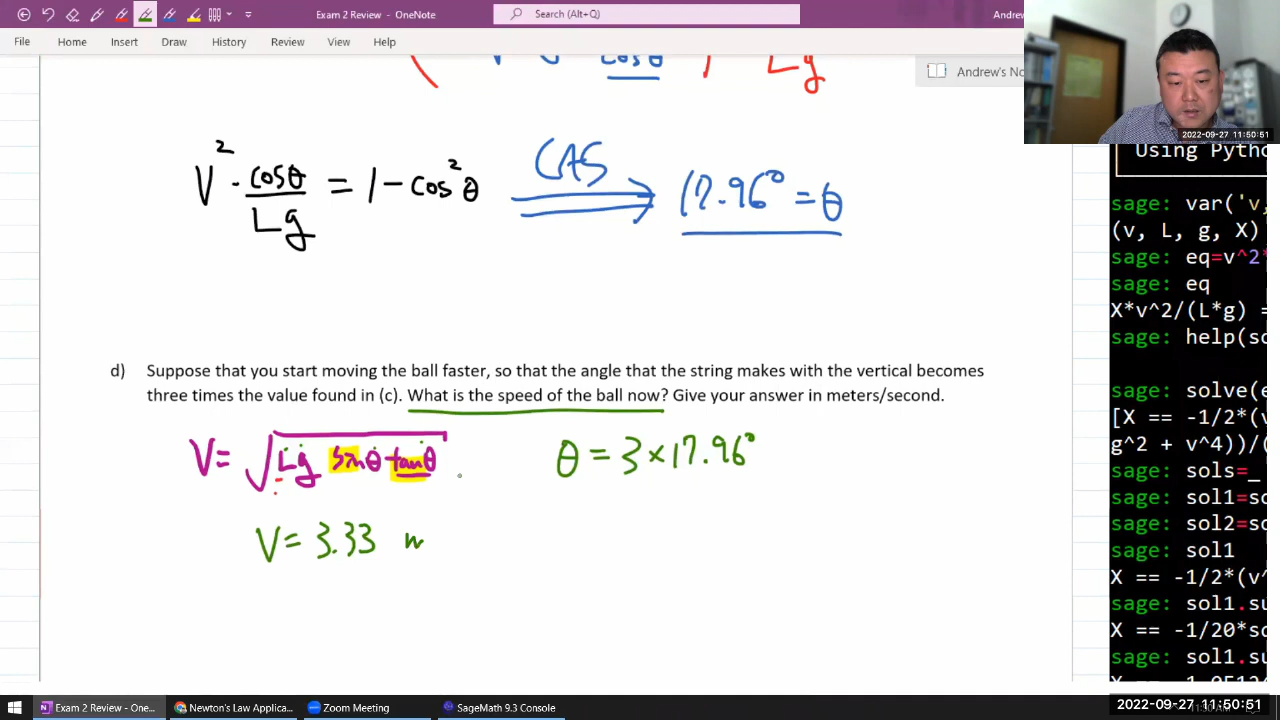 Exam 2 Review - OneNote
Search (Alt+Q)
Andrew
File Home Insert Draw History Review View Help
Andrew's No
cosθ
Lg
2022-09-27 11:50:51
V² · cosθ/Lg = 1 - cos²θ CAS 17.96° = θ
d) Suppose that you start moving the ball faster, so that the angle that the string makes with the vertical becomes
three times the value found in (c). What is the speed of the ball now? Give your answer in meters/second.
V = √Lg sinθ tanθ θ = 3 × 17.96°
V = 3.33 m
Using Pytho
sage: var('v,
(v, L, g, X)
sage: eq=v^2*
sage: eq
X*v^2/(L*g) =
sage: help(so
sage: solve(e
[X == -1/2*(v
g^2 + v^4))/(
sage: sols=_
sage: sol1=so
sage: sol2=so
sage: sol1
X == -1/2*(v^
sage: sol1.su
X == -1/20*sq
sage: sol1.su
Exam 2 Review - One... Newton's Law Applica... Zoom Meeting SageMath 9.3 Console
2022-09-27 11:50:51